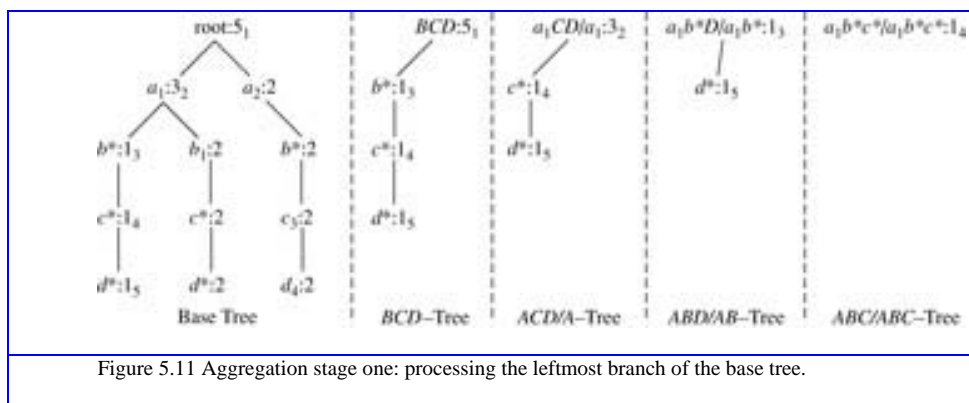 root:5₁ BCD:5₁ a₁CD/a₁:3₂ a₁b*D/a₁b*:1₃ a₁b*c*/a₁b*c*:1₄
a₁:3₂ a₂:2 b*:1₃ c*:1₄ d*:1₅
b*:1₃ b₁:2 b*:2 c*:1₄ d*:1₅
c*:1₄ c*:2 c₃:2 d*:1₅
d*:1₅ d*:2 d₄:2
Base Tree BCD–Tree ACD/A–Tree ABD/AB–Tree ABC/ABC–Tree
Figure 5.11 Aggregation stage one: processing the leftmost branch of the base tree.